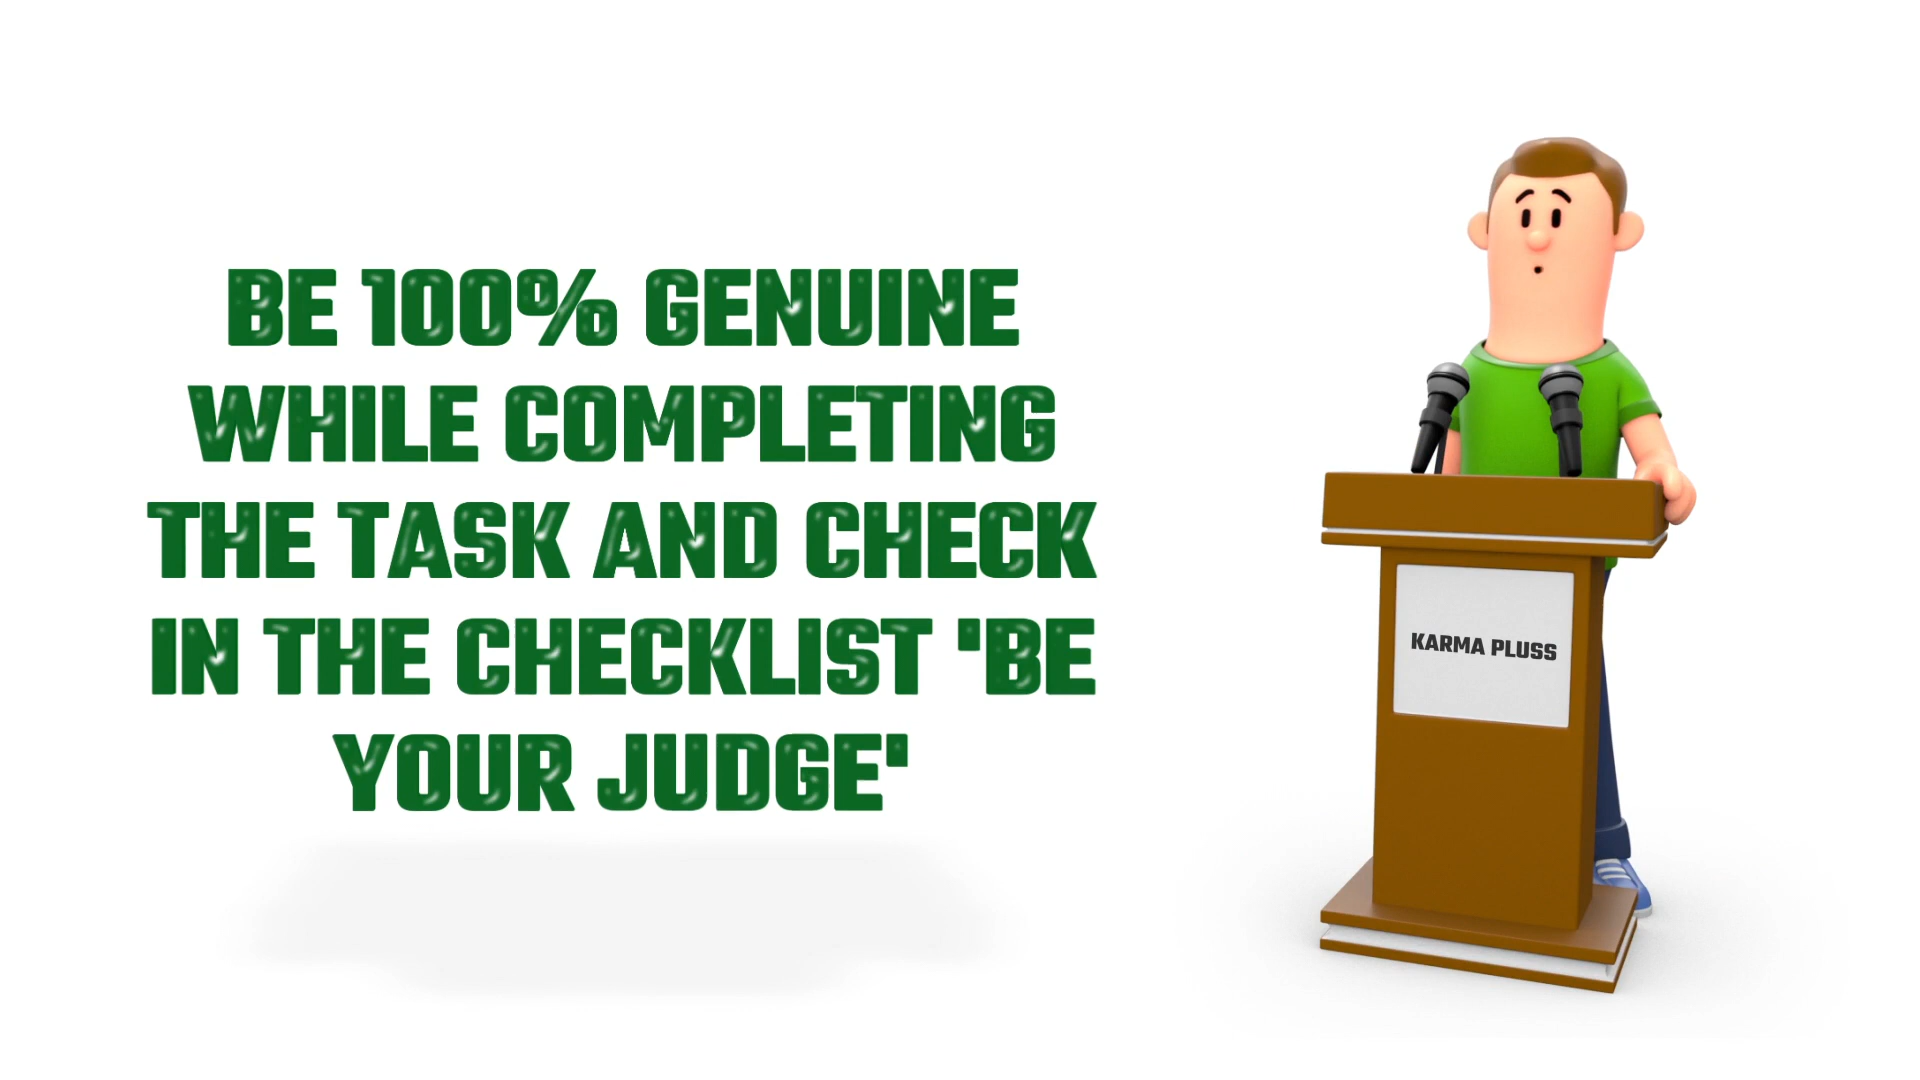 BE 100% GENUINE
WHILE COMPLETING
THE TASK AND CHECK
IN THE CHECKLIST 'BE
YOUR JUDGE'
KARMA PLUSS